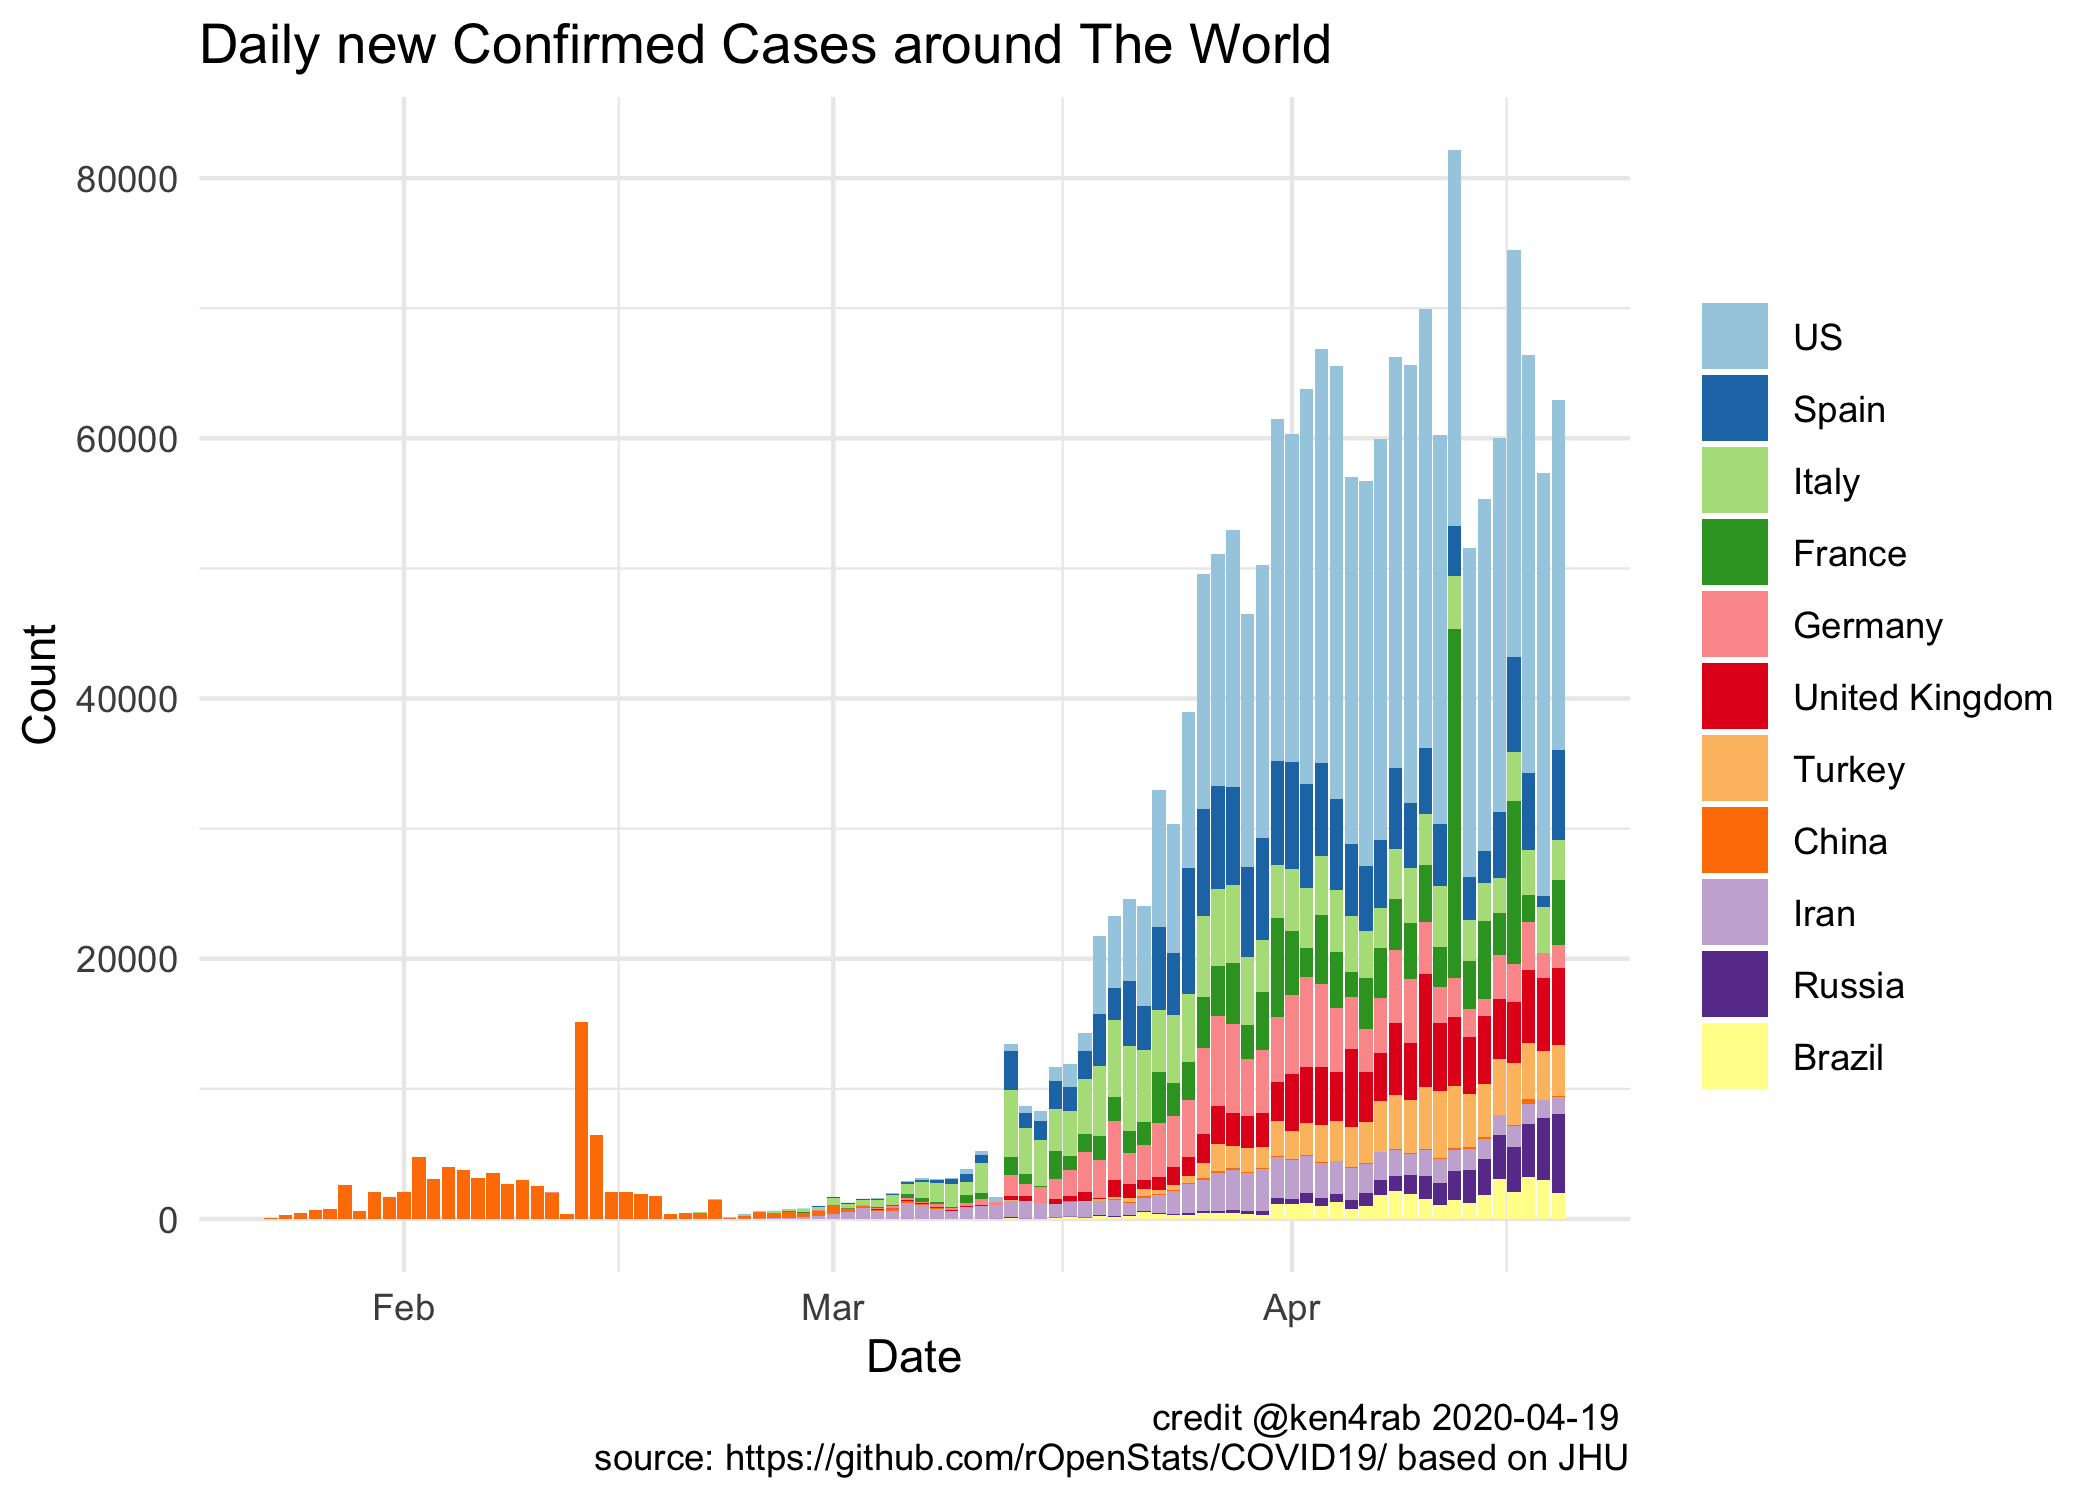 Daily new Confirmed Cases around The World
Count
80000
60000
40000
20000
0
Feb
Mar
Apr
Date
US
Spain
Italy
France
Germany
United Kingdom
Turkey
China
Iran
Russia
Brazil
credit @ken4rab 2020-04-19
source: https://github.com/rOpenStats/COVID19/ based on JHU